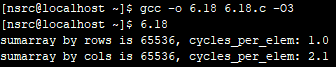 [nsrc@localhost ~]$ gcc -o 6.18 6.18.c -O3
[nsrc@localhost ~]$ 6.18
sumarray by rows is 65536, cycles_per_elem: 1.0
sumarray by cols is 65536, cycles_per_elem: 2.1